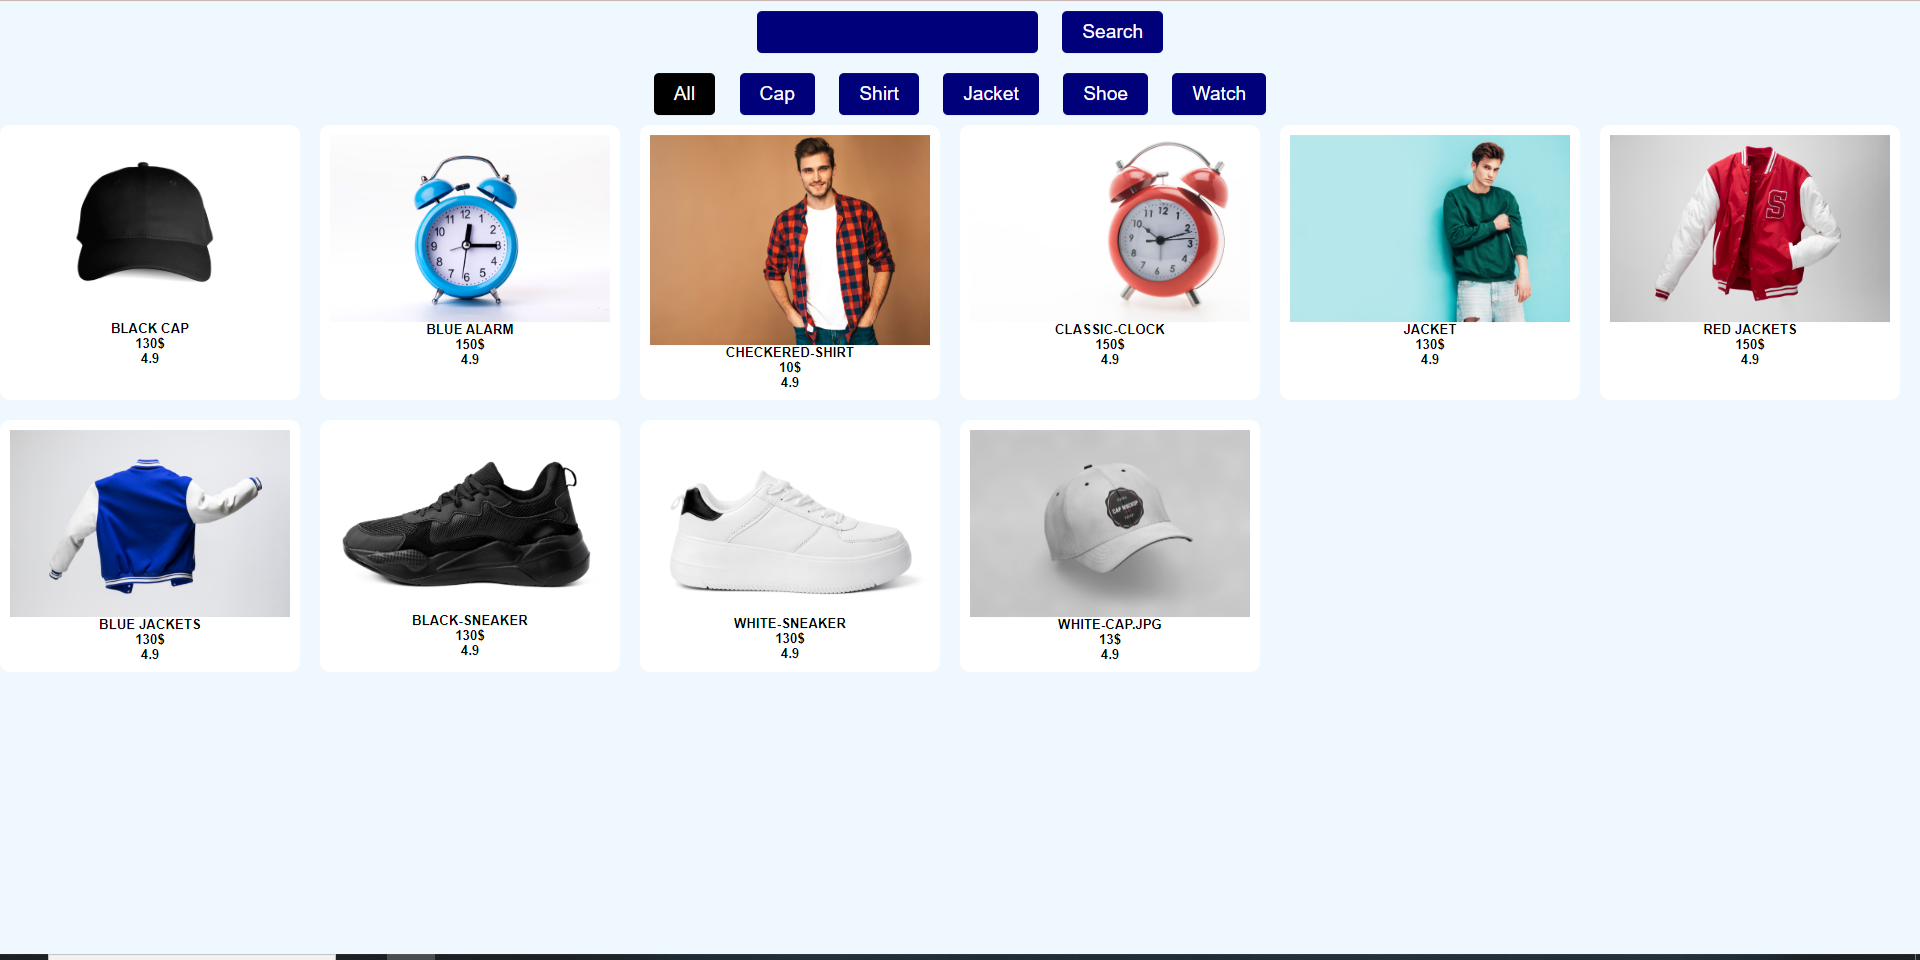 Search
All Cap Shirt Jacket Shoe Watch
BLACK CAP
130$
4.9
BLUE ALARM
150$
4.9
CHECKERED-SHIRT
10$
4.9
CLASSIC-CLOCK
150$
4.9
JACKET
130$
4.9
RED JACKETS
150$
4.9
BLUE JACKETS
130$
4.9
BLACK-SNEAKER
130$
4.9
WHITE-SNEAKER
130$
4.9
CAP MOCKUP
WHITE-CAP.JPG
13$
4.9